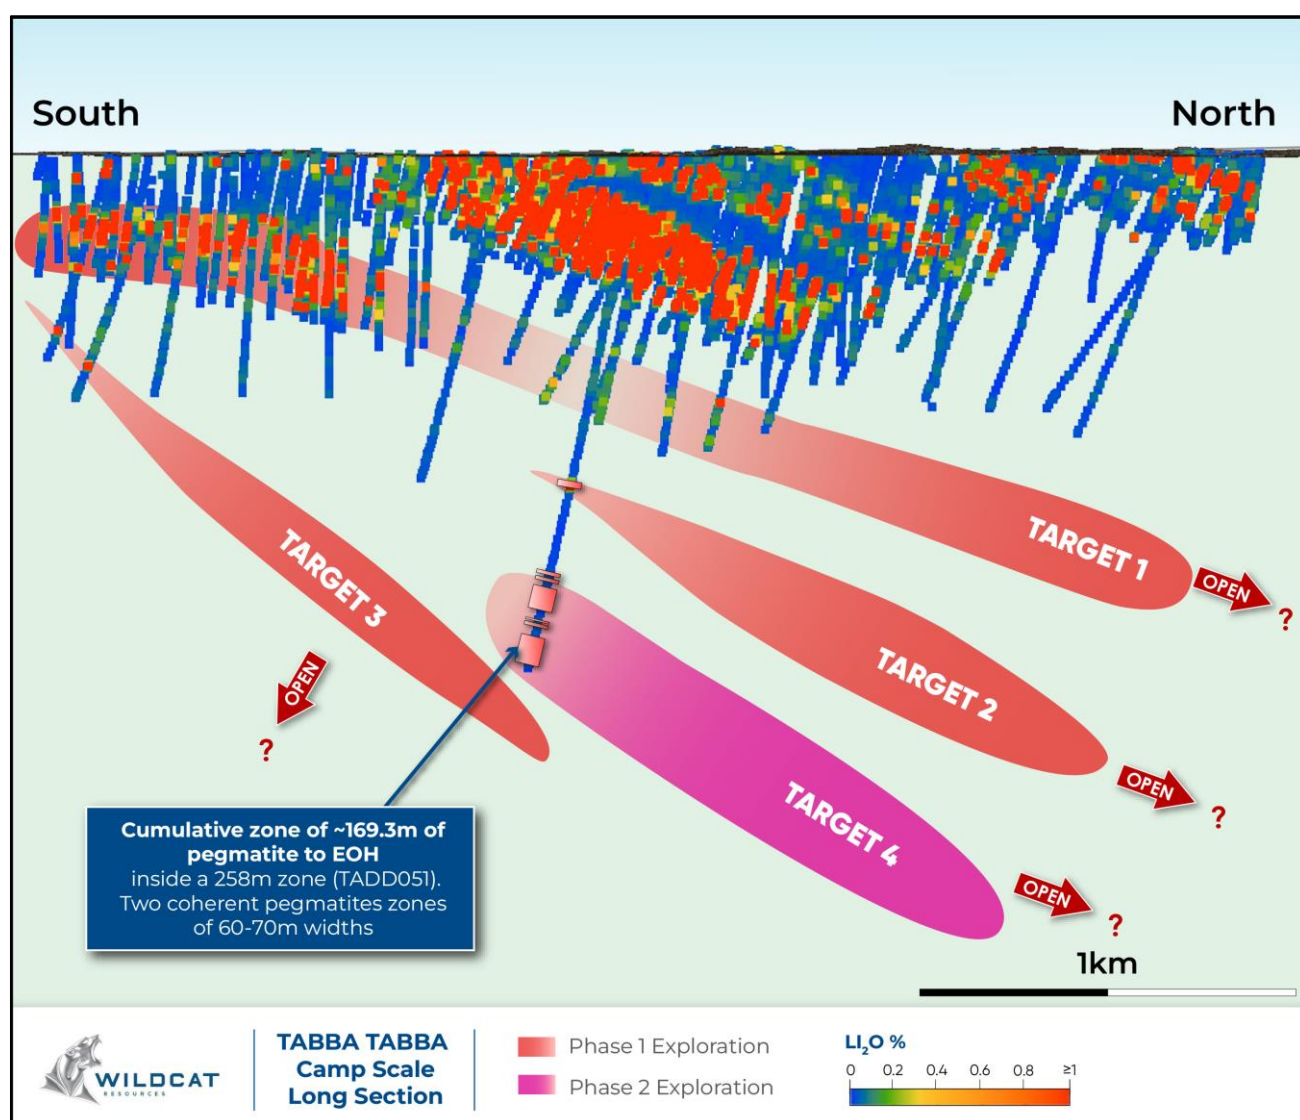 South
North
TARGET 1
OPEN
?
TARGET 3
TARGET 2
OPEN
?
OPEN
?
TARGET 4
OPEN
?
Cumulative zone of ~169.3m of
pegmatite to EOH
inside a 258m zone (TADD051).
Two coherent pegmatites zones
of 60-70m widths
1km
WILDCAT
RESOURCES
TABBA TABBA
Camp Scale
Long Section
Phase 1 Exploration
Phase 2 Exploration
LI₂O %
0 0.2 0.4 0.6 0.8 ≥1